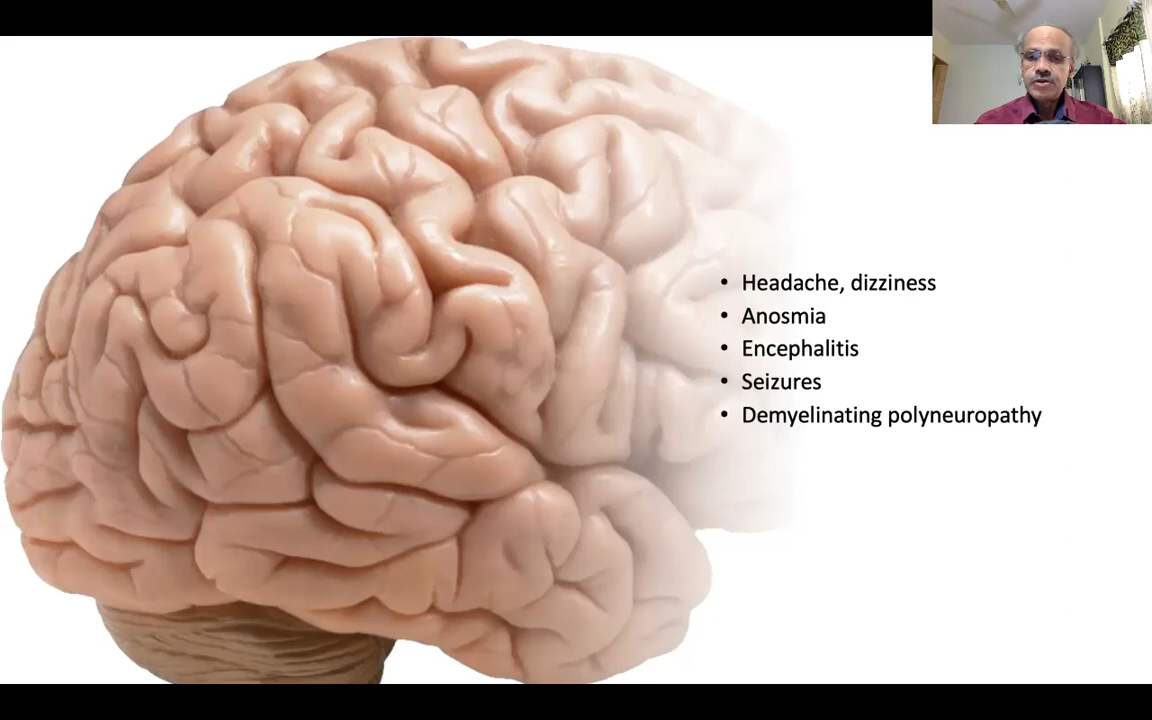 • Headache, dizziness
• Anosmia
• Encephalitis
• Seizures
• Demyelinating polyneuropathy